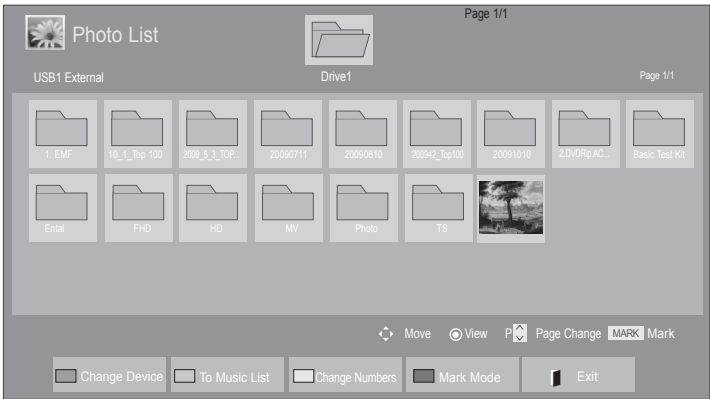 Page 1/1
Photo List
USB1 External
Drive1
Page 1/1
1. EMF
10_1_Top 100
2009_5_3_TOP...
20090711
20090810
200942_Top100
20091010
2.DVDRip.AC...
Basic Test Kit
Ental
FHD
HD
MV
Photo
TS
Move
View
P
Page Change
MARK
Mark
Change Device
To Music List
Change Numbers
Mark Mode
Exit